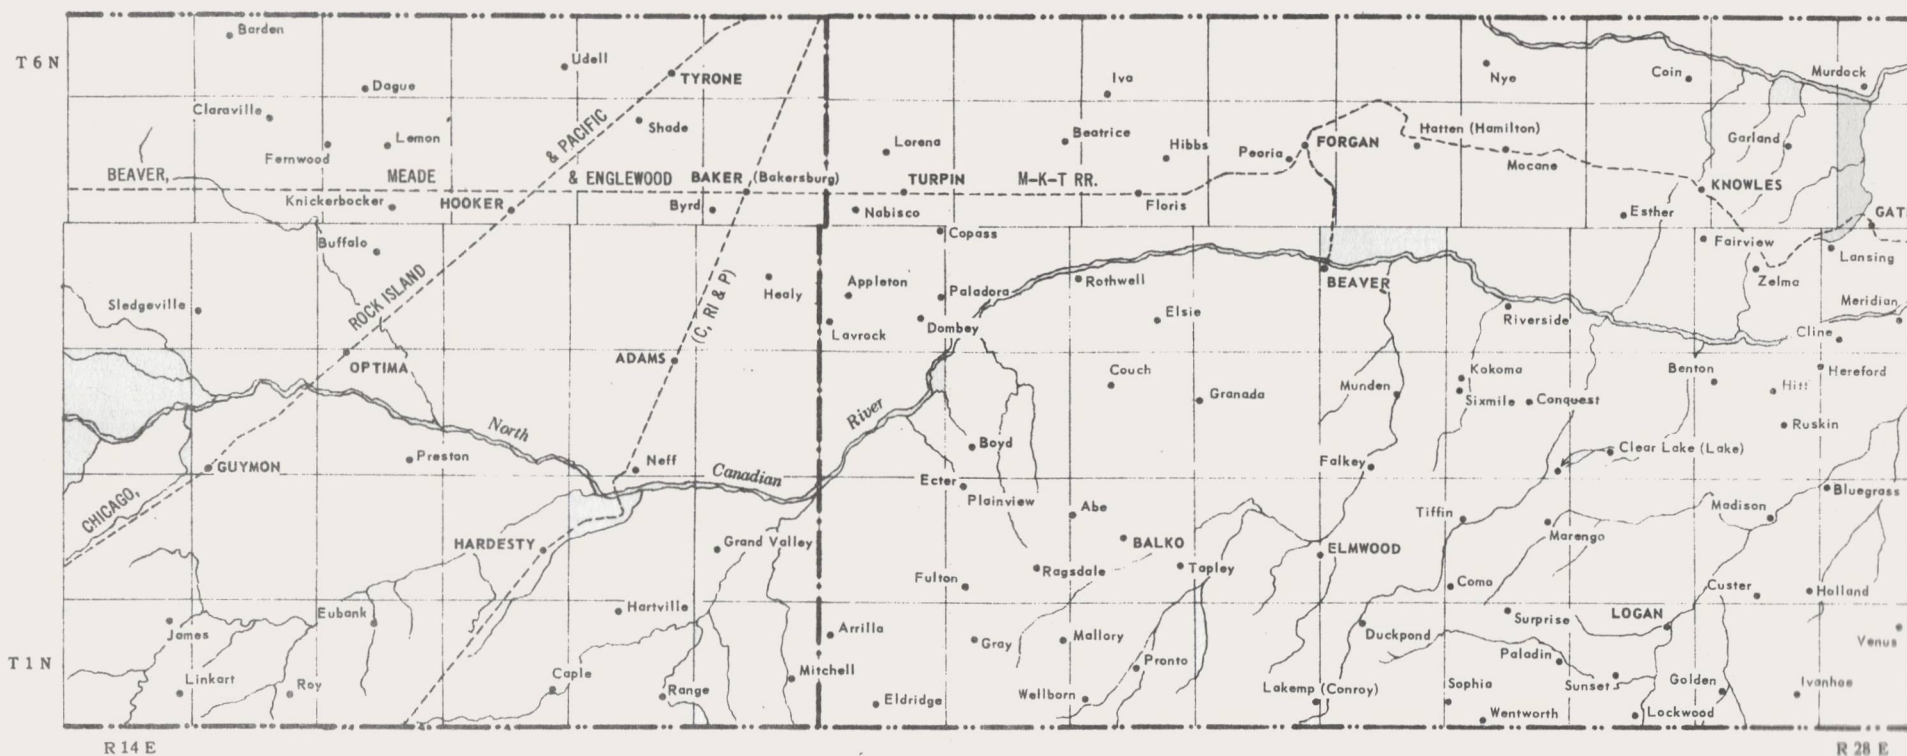 T6N
Barden
Udell
TYRONE
Dague
Iva
Nye
Coin
Murdock
Claraville
Shade
& PACIFIC
Lemon
Fernwood
Lorena
Beatrice
Hibbs
Peoria
FORGAN
Hatten (Hamilton)
Mocane
Garland
BEAVER,
MEADE
& ENGLEWOOD
BAKER (Bakersburg)
TURPIN
M-K-T RR.
KNOWLES
Knickerbocker
HOOKER
Byrd
Nabisco
Floris
Esther
GAT
Buffalo
Copass
Fairview
Lansing
Zelma
ROCK ISLAND
Healy
(C, RI & P)
Appleton
Paladora
Rothwell
BEAVER
Sledgeville
Lavrock
Dombey
Elsie
Riverside
Meridian
Cline
OPTIMA
ADAMS
Couch
Granada
Munden
Kokoma
Sixmile
Conquest
Benton
Hitt
Hereford
Ruskin
North
River
Boyd
GUYMON
Preston
Neff
Canadian
Ecter
Plainview
Falkey
Clear Lake (Lake)
Bluegrass
CHICAGO,
HARDESTY
Grand Valley
Abe
BALKO
Tiffin
Marengo
Madison
Fulton
Ragsdale
Tapley
ELMWOOD
Como
Custer
Holland
James
Eubank
Hartville
Arrilla
Gray
Mallory
Duckpond
Surprise
LOGAN
Venus
T1N
Linkart
Roy
Caple
Range
Mitchell
Eldridge
Wellborn
Pronto
Lakemp (Conroy)
Paladin
Sophia
Wentworth
Sunset
Golden
Lockwood
Ivanhoe
R 14 E
R 28 E